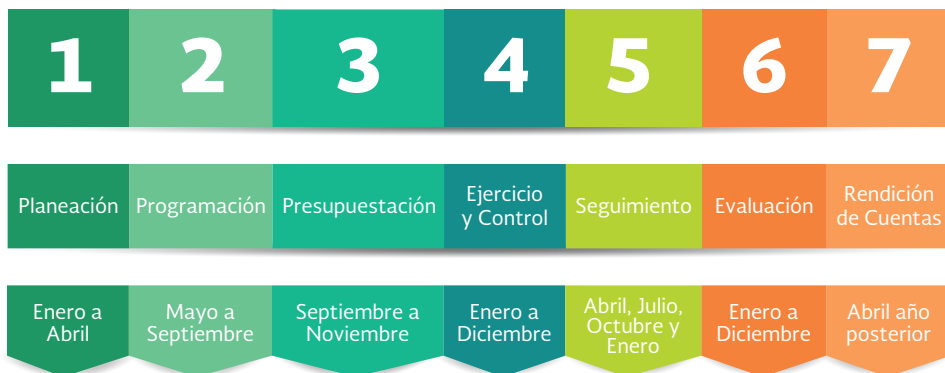 1 2 3 4 5 6 7
Planeación
Programación
Presupuestación
Ejercicio
y Control
Seguimiento
Evaluación
Rendición
de Cuentas
Enero a
Abril
Mayo a
Septiembre
Septiembre a
Noviembre
Enero a
Diciembre
Abril, Julio,
Octubre y
Enero
Enero a
Diciembre
Abril año
posterior